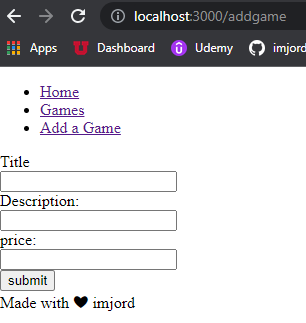 localhost:3000/addgame
Apps Dashboard Udemy imjord
Home
Games
Add a Game
Title
Description:
price:
submit
Made with ♥ imjord